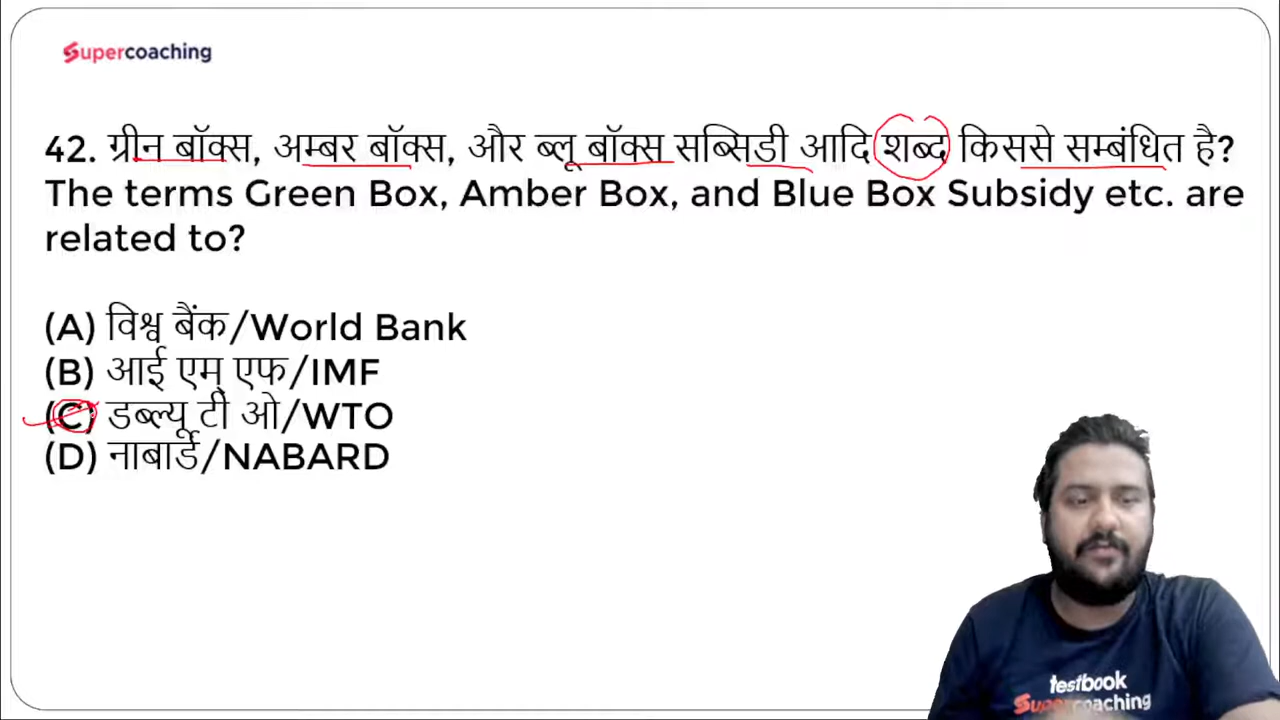 Supercoaching
42. ग्रीन बॉक्स, अम्बर बॉक्स, और ब्लू बॉक्स सब्सिडी आदि शब्द किससे सम्बंधित है?
The terms Green Box, Amber Box, and Blue Box Subsidy etc. are
related to?
(A) विश्व बैंक/World Bank
(B) आई एम् एफ/IMF
(C) डब्ल्यू टी ओ/WTO
(D) नाबार्ड/NABARD
testbook
Supercoaching